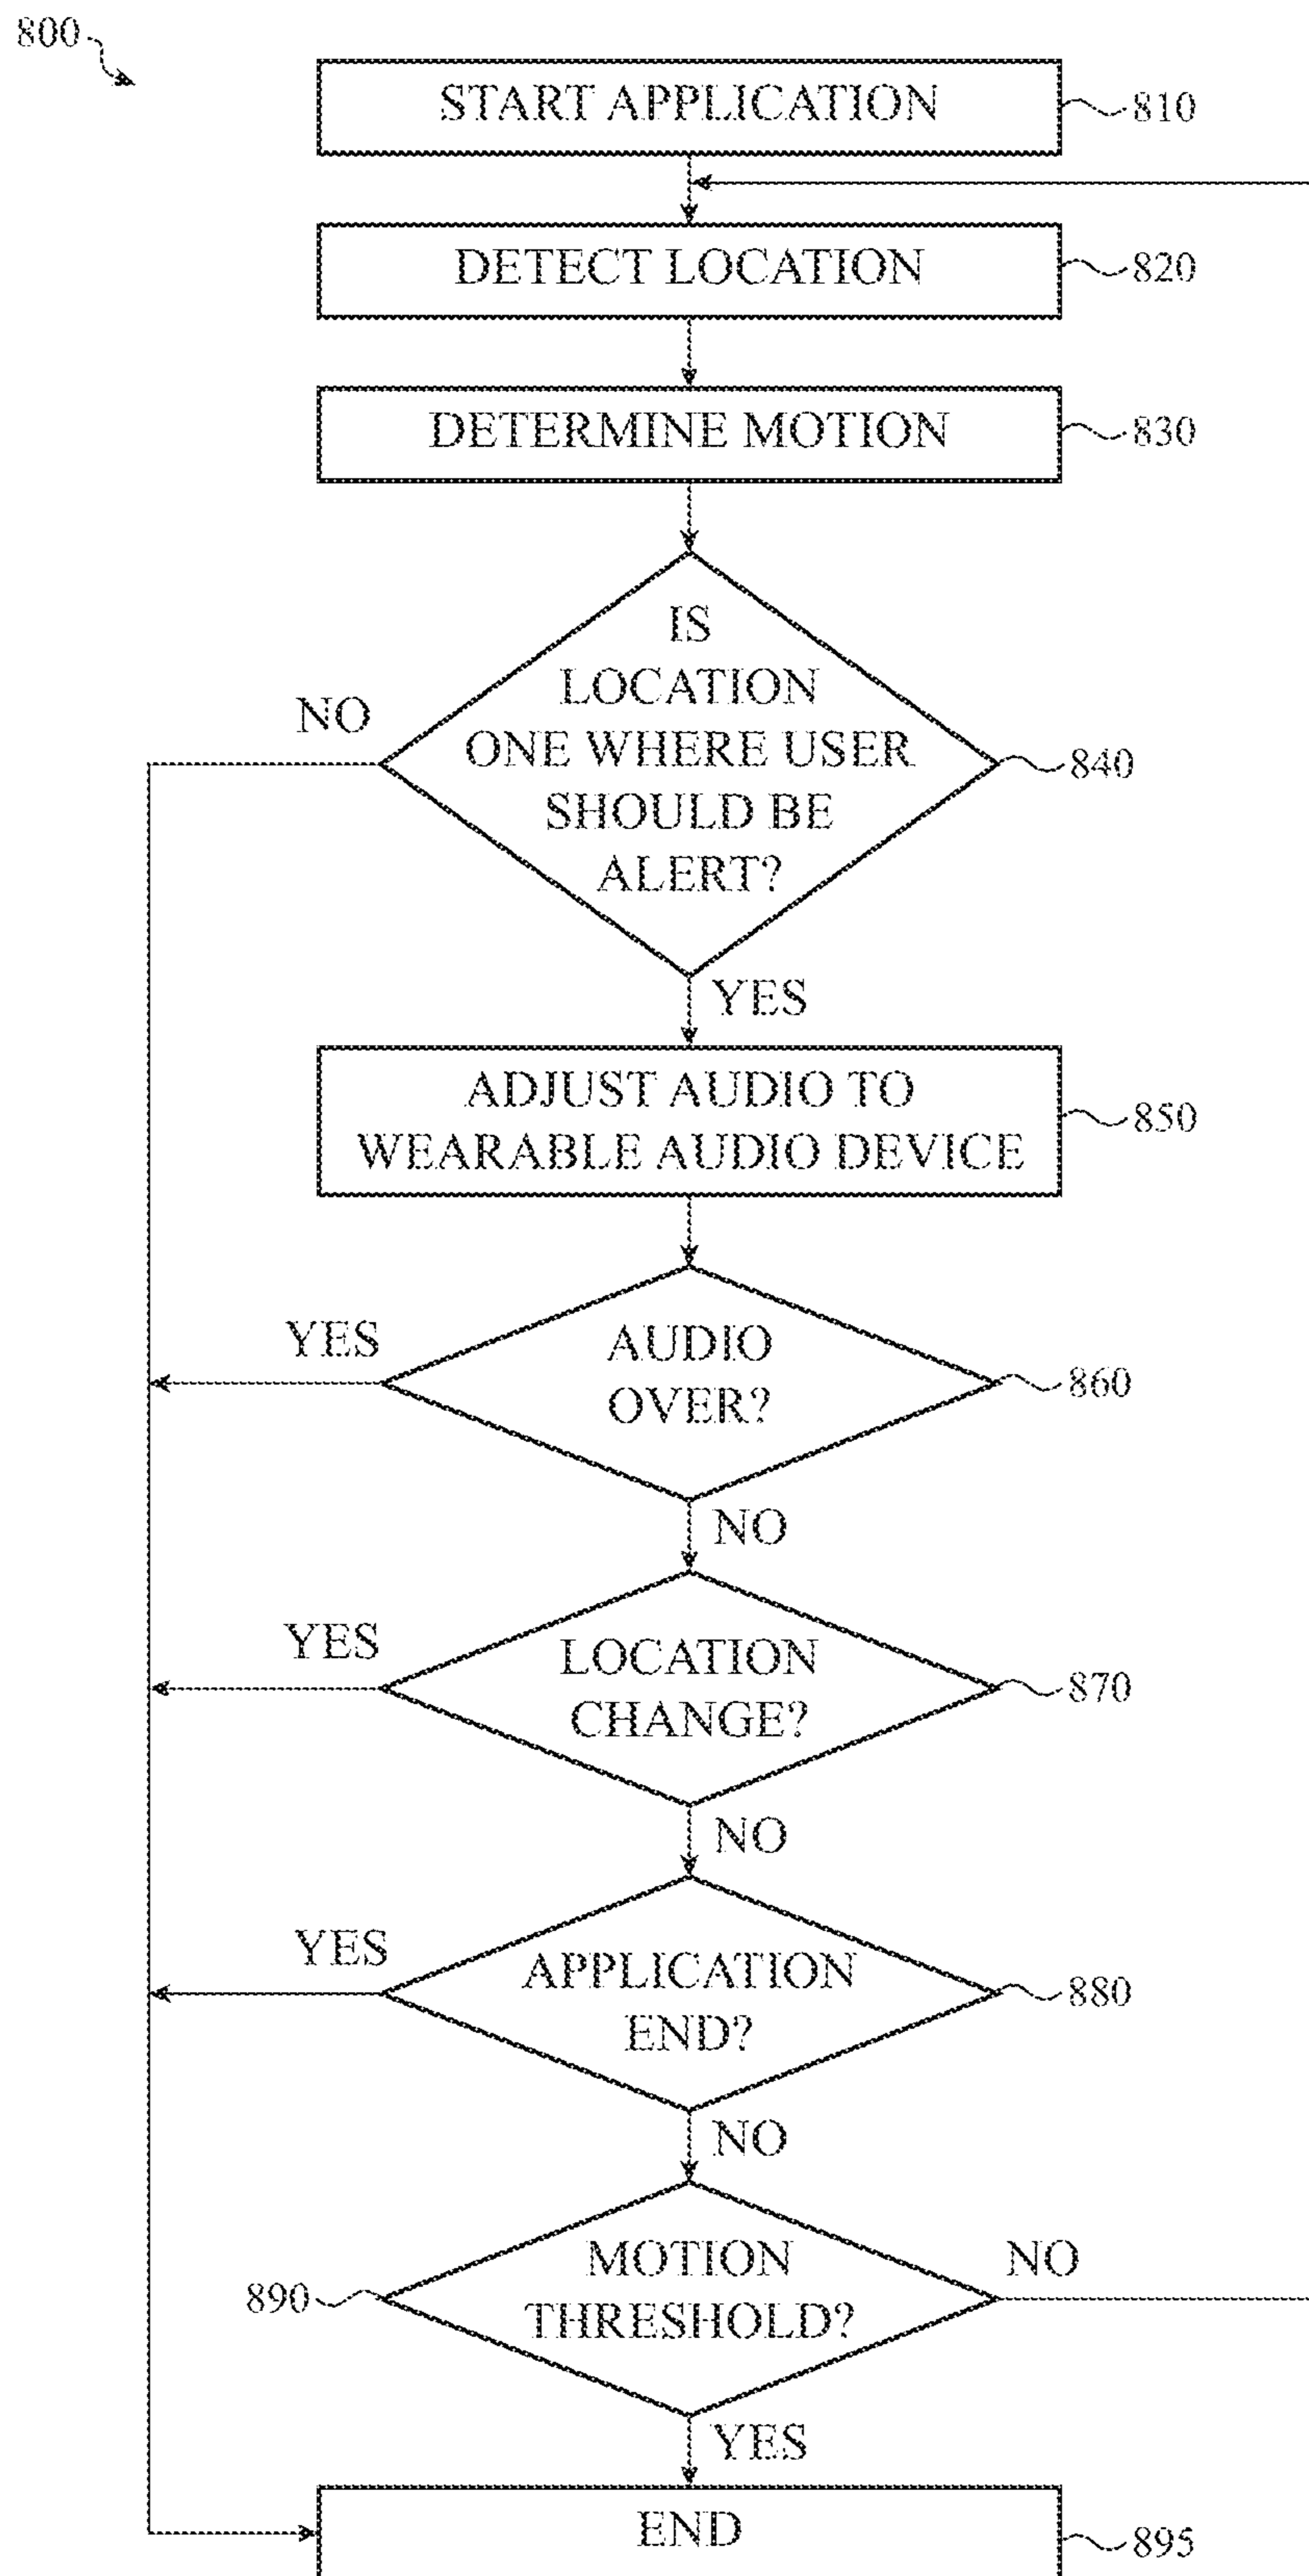 800
START APPLICATION
810
DETECT LOCATION
820
DETERMINE MOTION
830
IS
LOCATION
ONE WHERE USER
SHOULD BE
ALERT?
NO
840
YES
ADJUST AUDIO TO
WEARABLE AUDIO DEVICE
850
AUDIO
OVER?
YES
860
NO
LOCATION
CHANGE?
YES
870
NO
APPLICATION
END?
YES
880
NO
MOTION
THRESHOLD?
NO
890
YES
END
895